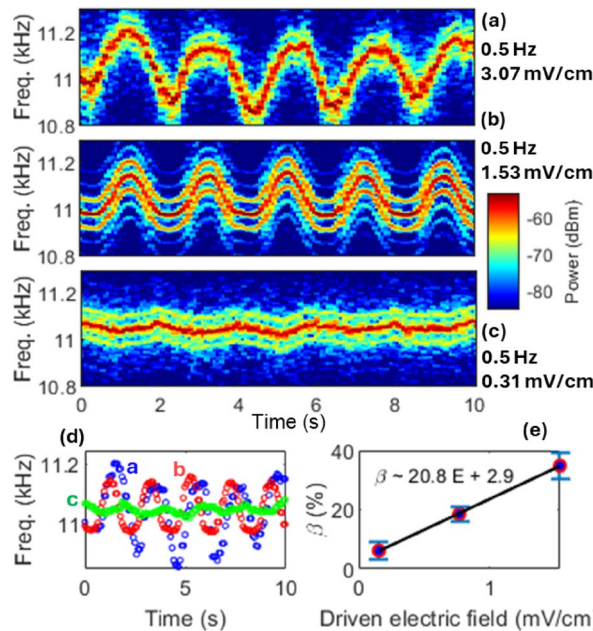 (a)
Freq. (kHz)
11.2
11
10.8
0.5 Hz
3.07 mV/cm
(b)
Freq. (kHz)
11.2
11
10.8
0.5 Hz
1.53 mV/cm
Power (dBm)
-60
-70
-80
Freq. (kHz)
11.2
11
10.8
0 2 4 6 8 10
Time (s)
(c)
0.5 Hz
0.31 mV/cm
(d)
Freq. (kHz)
11.2
11
a
b
c
0 5 10
Time (s)
(e)
β (%)
40
20
0
β ~ 20.8 E + 2.9
0 1
Driven electric field (mV/cm